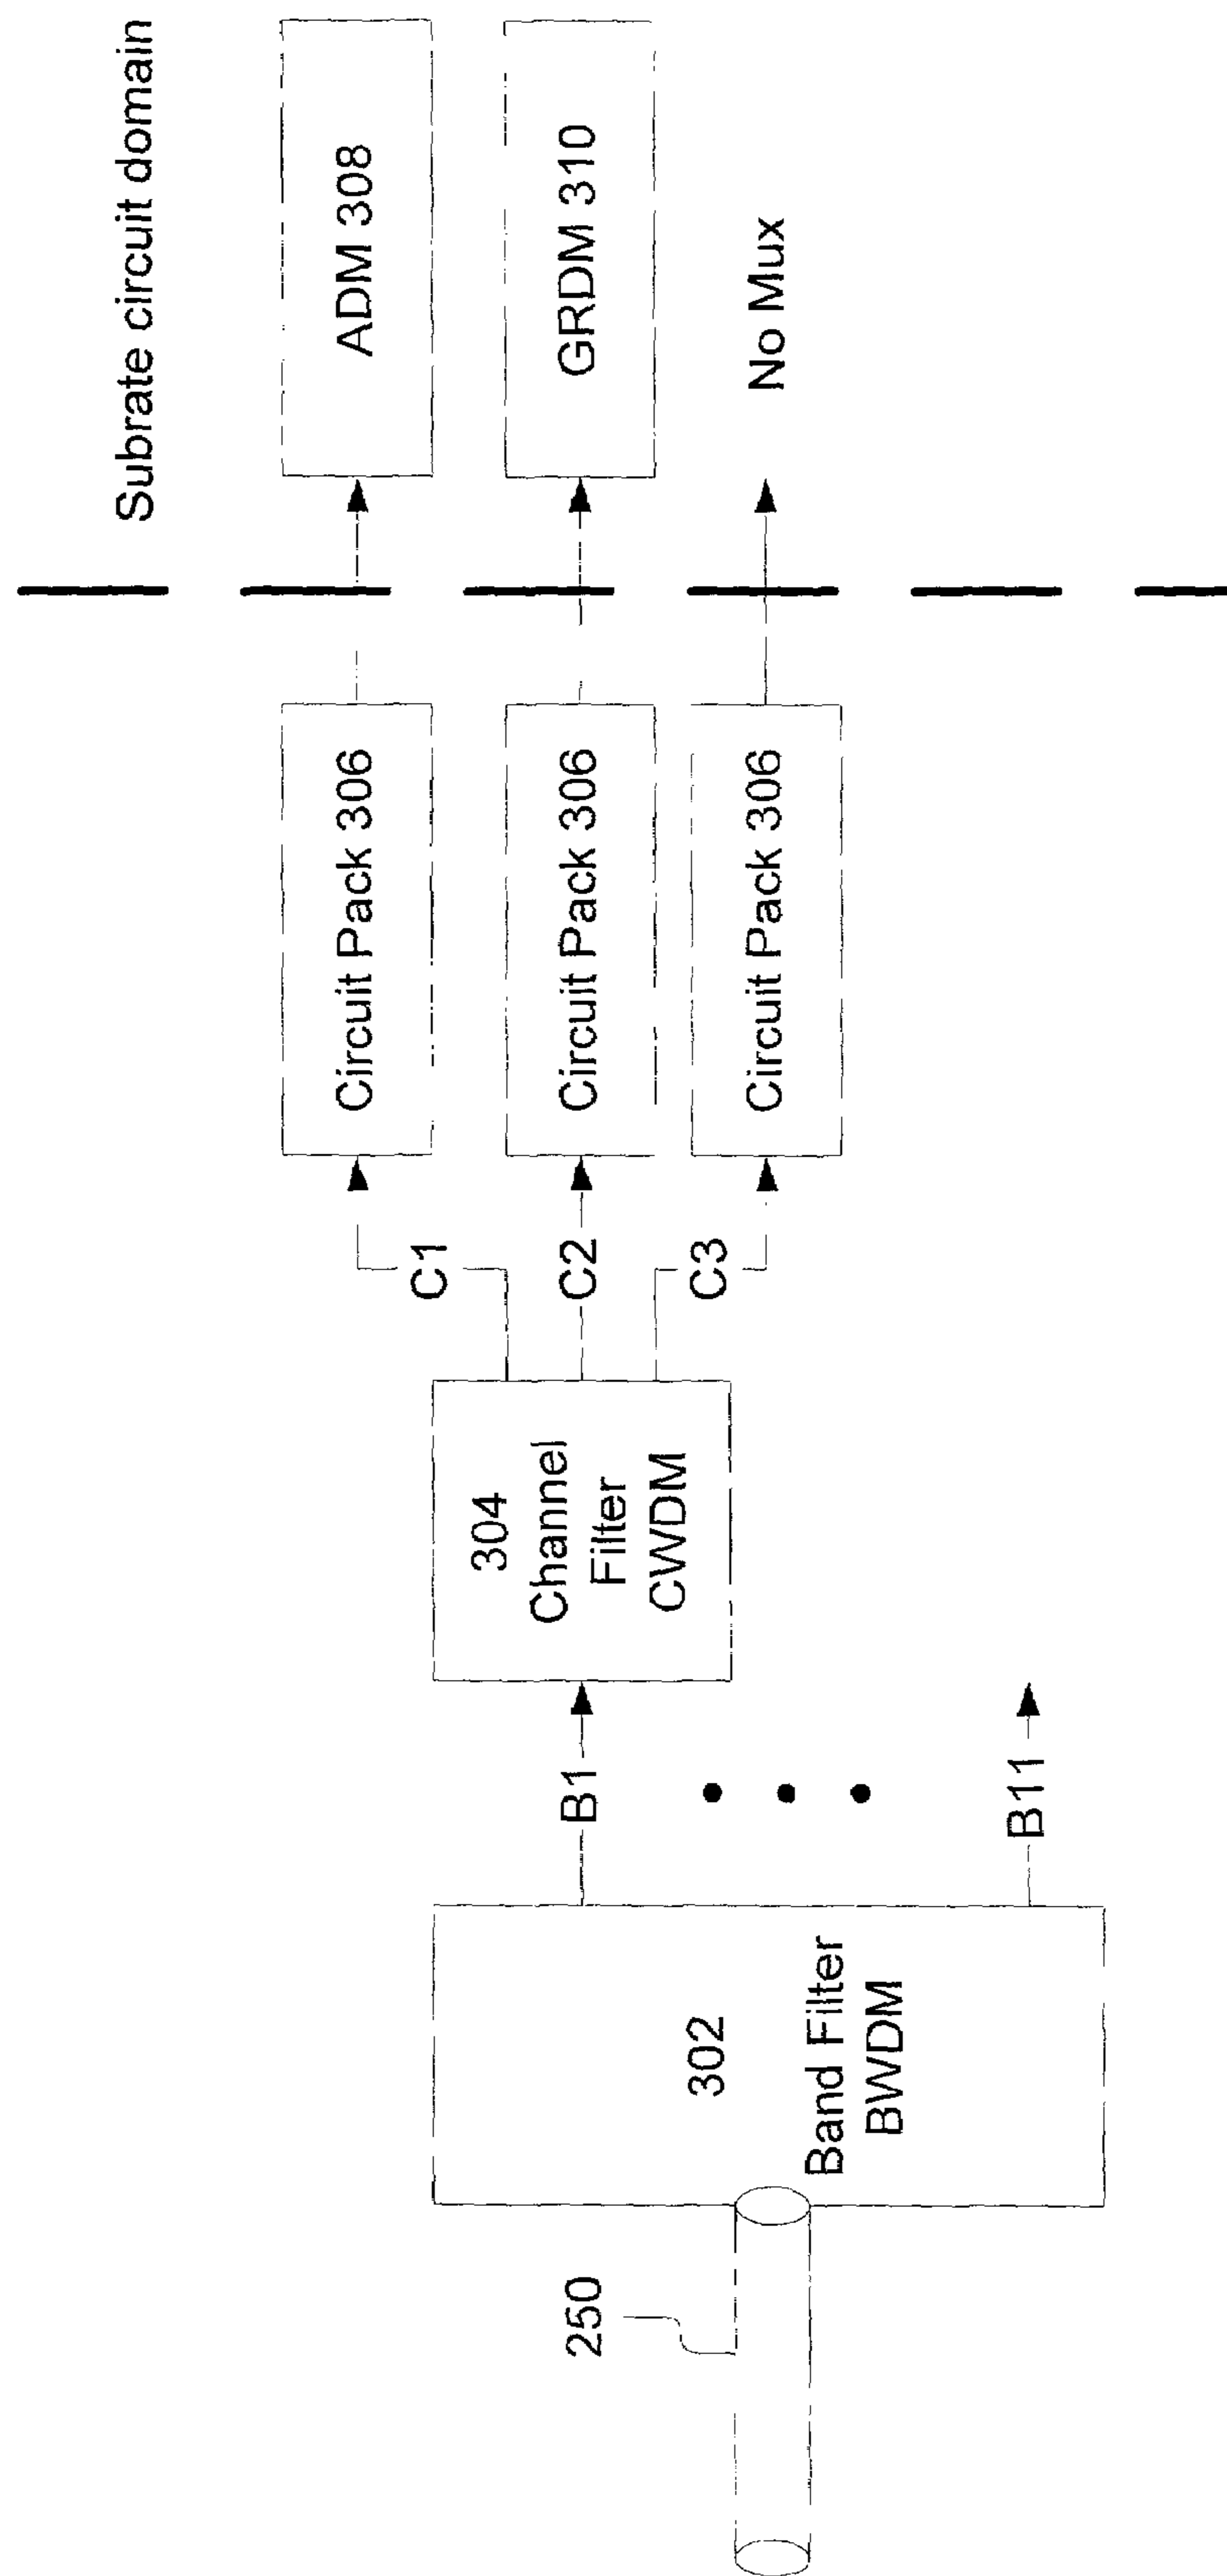 Subrate circuit domain
250
302
Band Filter
BWDM
B1
B11
304
Channel
Filter
CWDM
C1
C2
C3
Circuit Pack 306
Circuit Pack 306
Circuit Pack 306
ADM 308
GRDM 310
No Mux